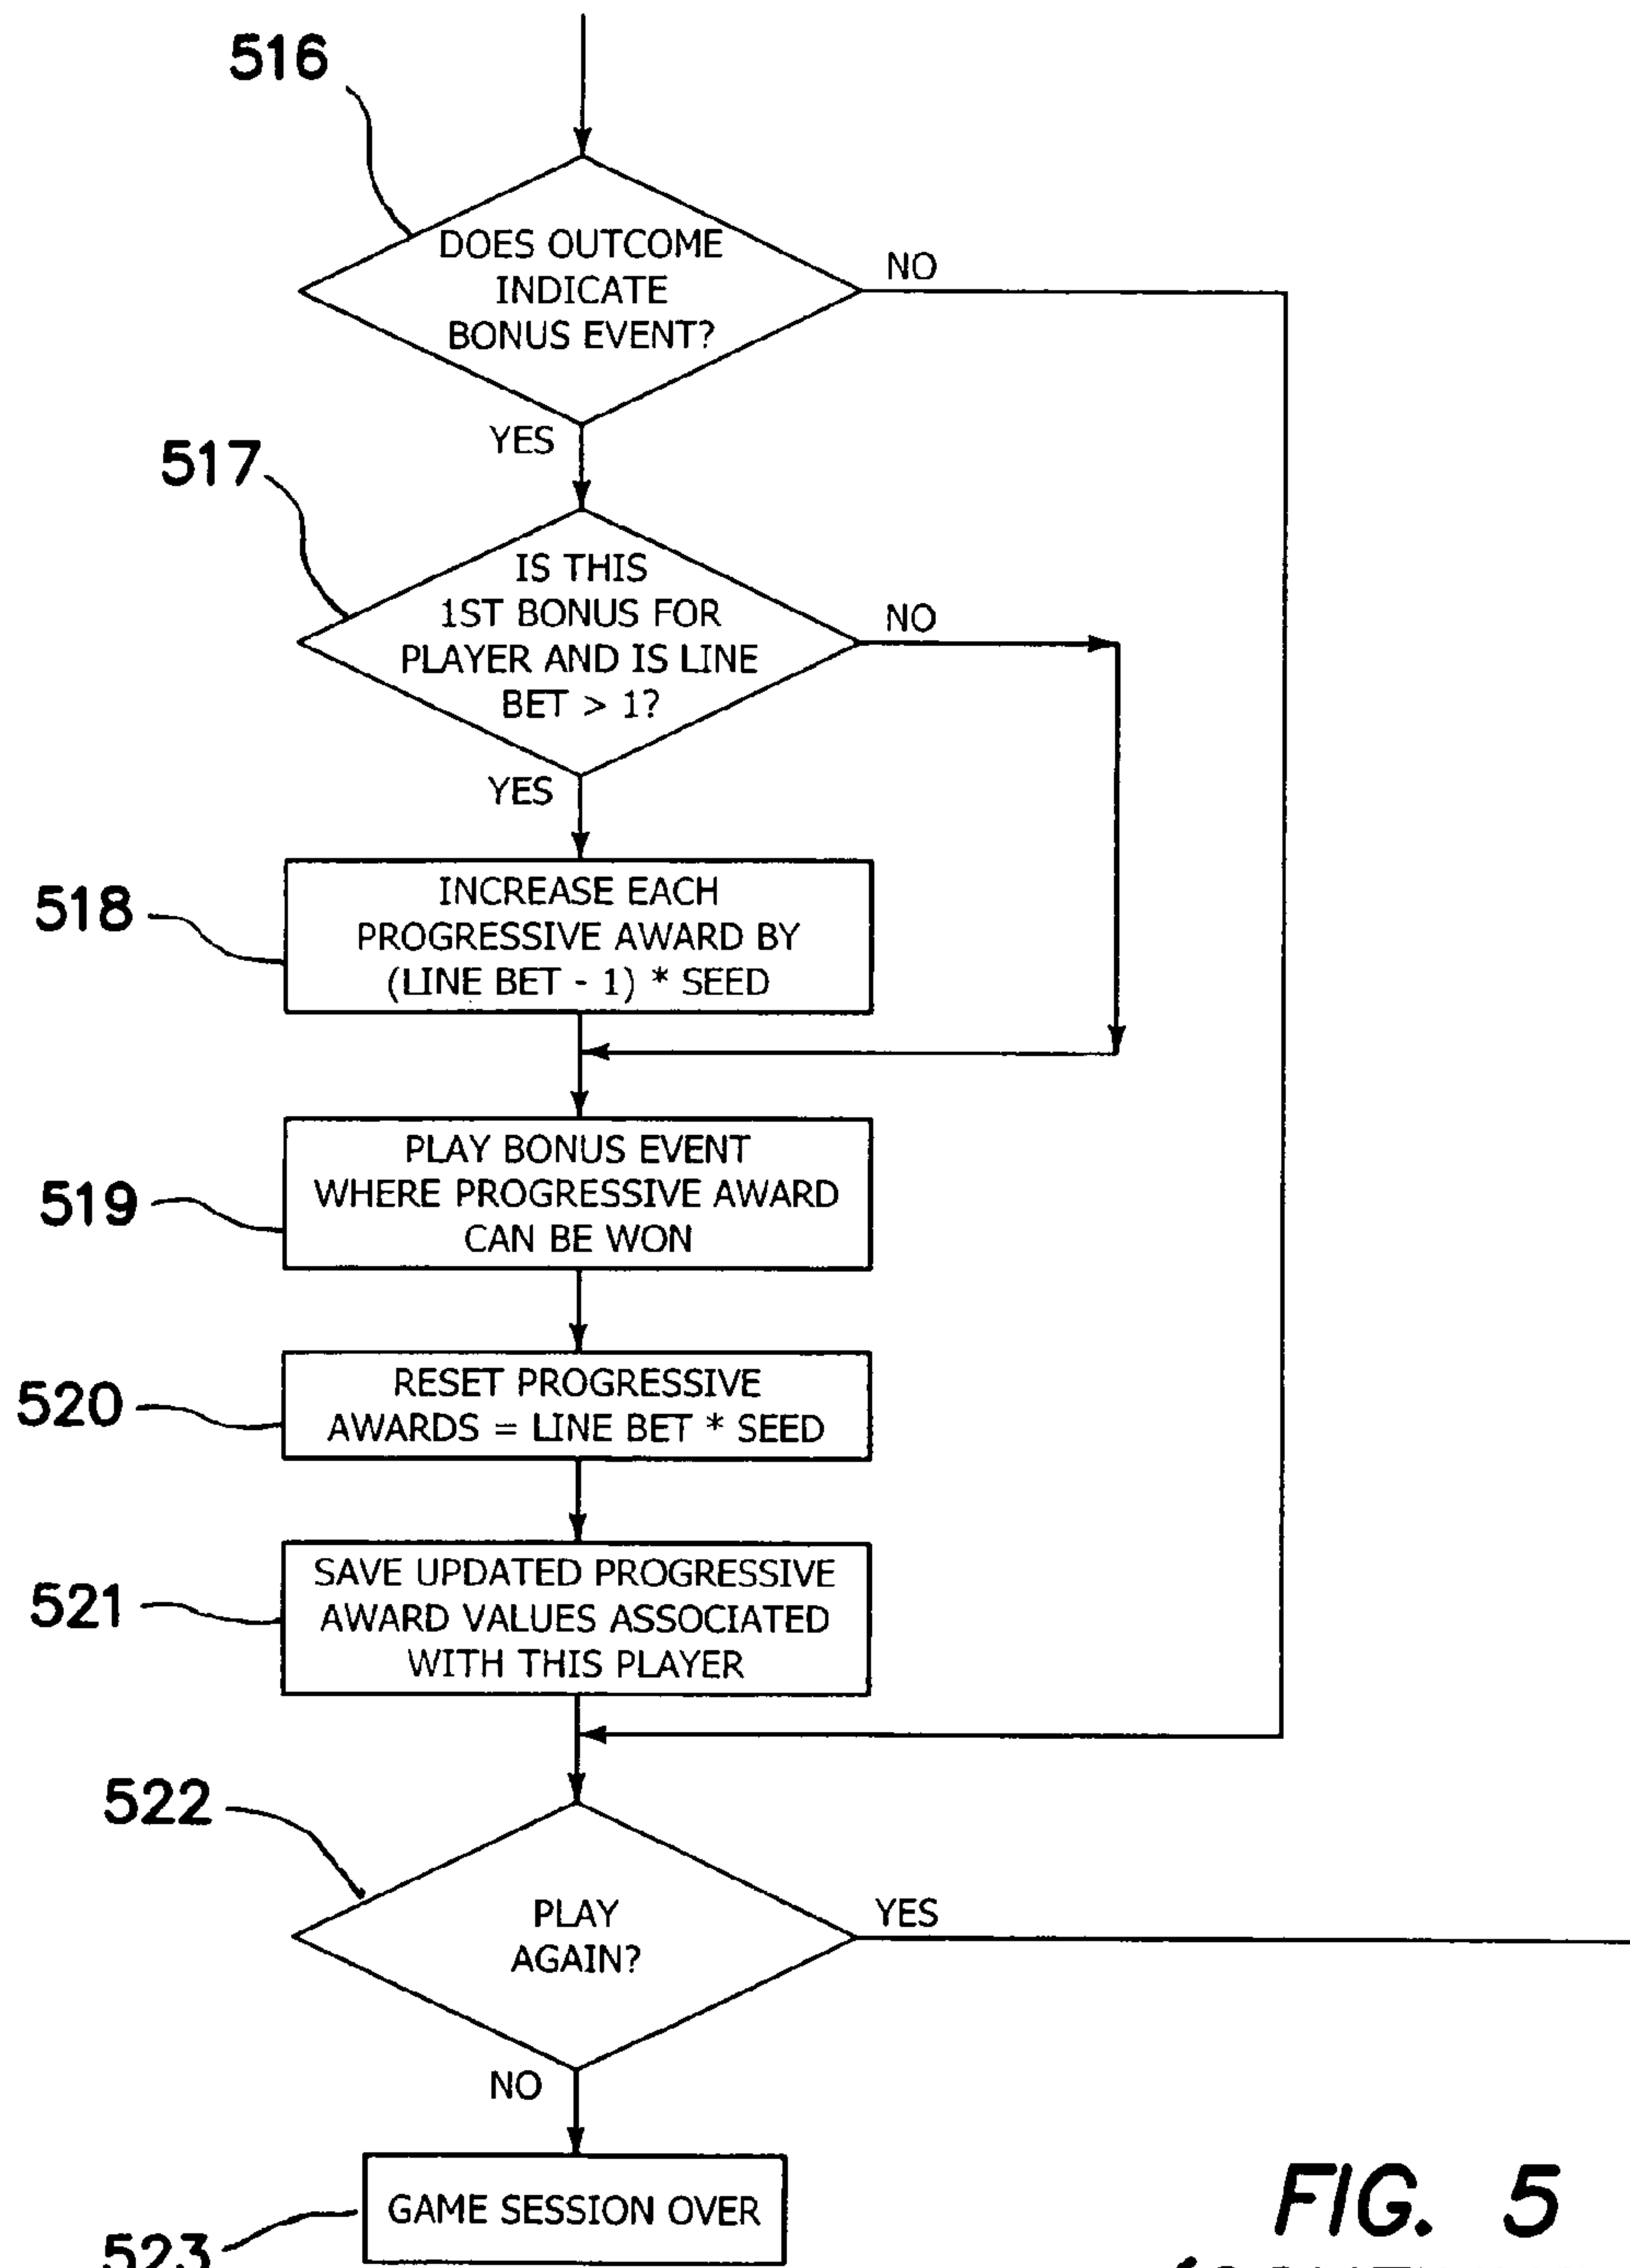 516
DOES OUTCOME
INDICATE
BONUS EVENT?
NO
YES
517
IS THIS
1ST BONUS FOR
PLAYER AND IS LINE
BET > 1?
NO
YES
518
INCREASE EACH
PROGRESSIVE AWARD BY
(LINE BET - 1) * SEED
519
PLAY BONUS EVENT
WHERE PROGRESSIVE AWARD
CAN BE WON
520
RESET PROGRESSIVE
AWARDS = LINE BET * SEED
521
SAVE UPDATED PROGRESSIVE
AWARD VALUES ASSOCIATED
WITH THIS PLAYER
522
PLAY
AGAIN?
YES
NO
523
GAME SESSION OVER
FIG. 5